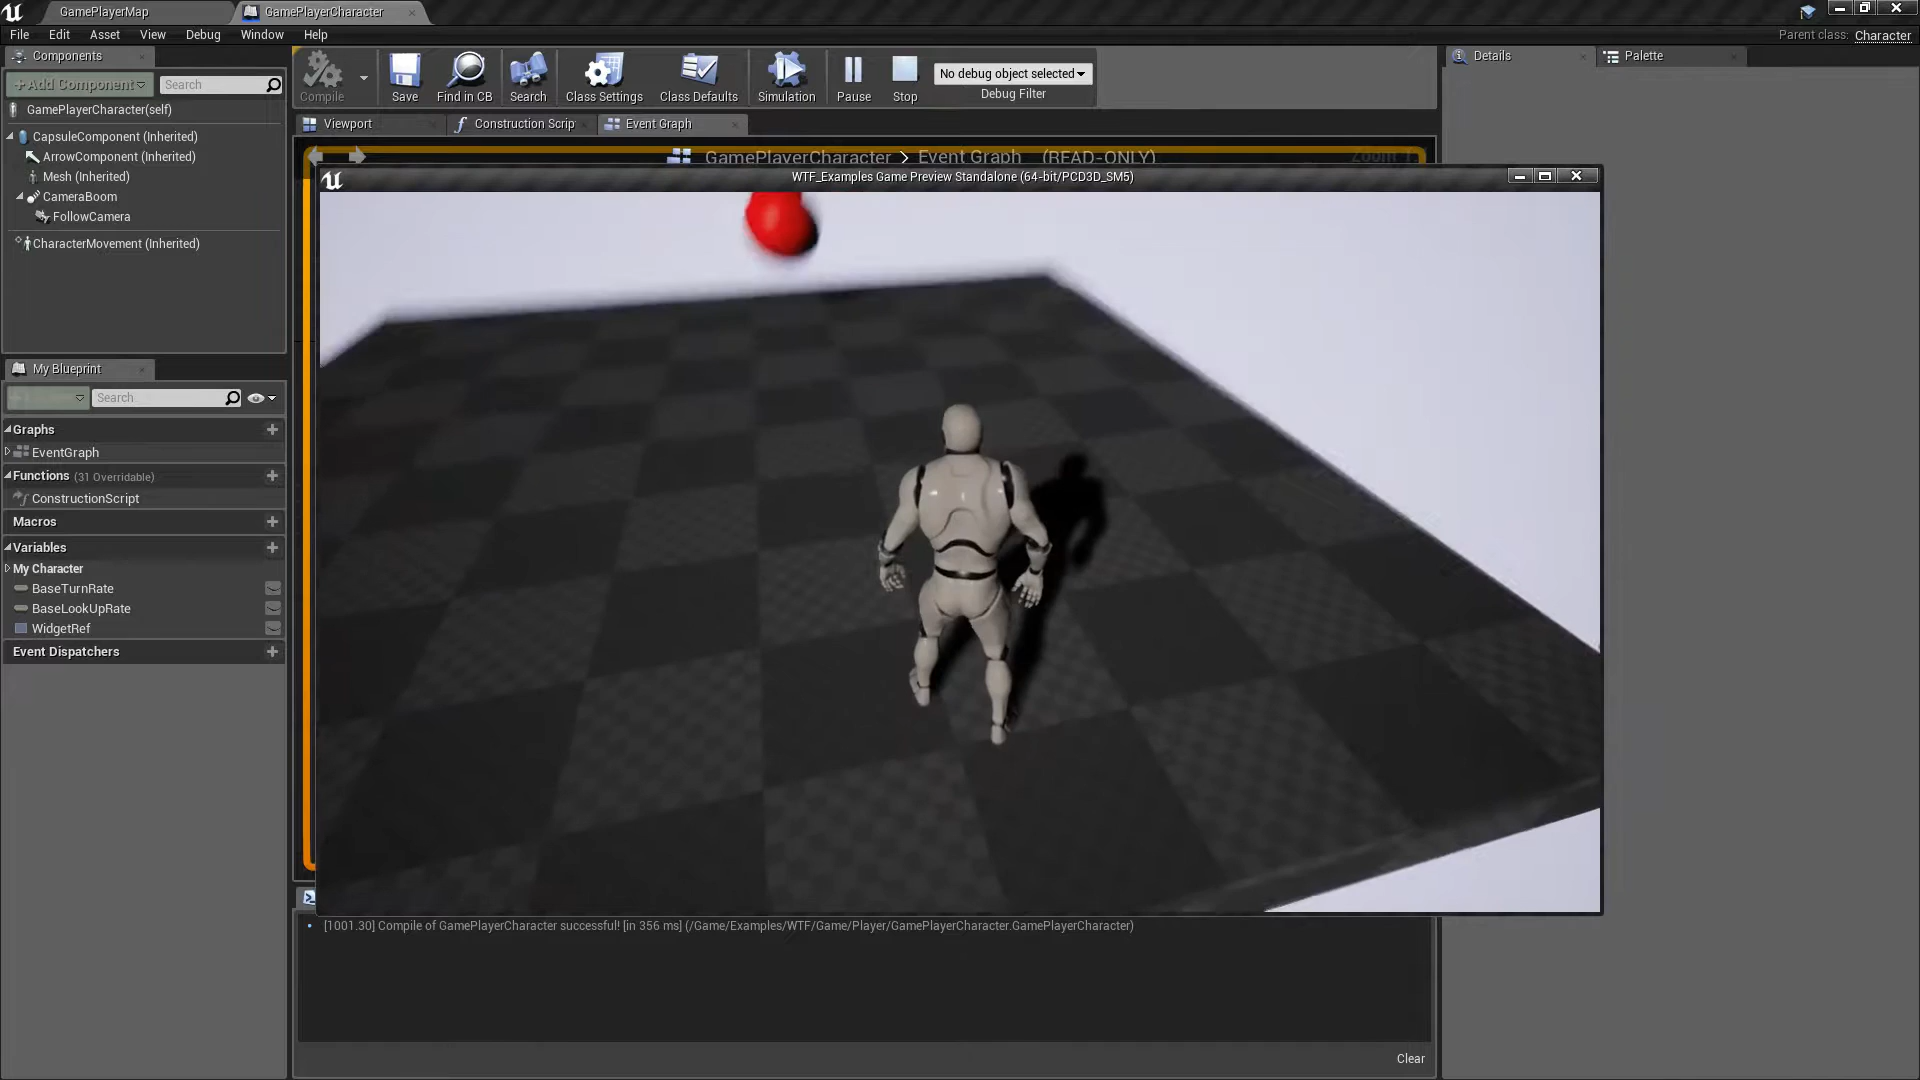 GamePlayerMap
GamePlayerCharacter
File Edit Asset View Debug Window Help
Parent class: Character
Components
+Add Component
Search
GamePlayerCharacter(self)
CapsuleComponent (Inherited)
ArrowComponent (Inherited)
Mesh (Inherited)
CameraBoom
FollowCamera
CharacterMovement (Inherited)
My Blueprint
Search
Graphs
EventGraph
Functions (31 Overridable)
ConstructionScript
Macros
Variables
My Character
BaseTurnRate
BaseLookUpRate
WidgetRef
Event Dispatchers
Compile
Save
Find in CB
Search
Class Settings
Class Defaults
Simulation
Pause
Stop
No debug object selected
Debug Filter
Viewport
Construction Scrip
Event Graph
GamePlayerCharacter > Event Graph (READ-ONLY)
Zoom 1
WTF_Examples Game Preview Standalone (64-bit/PCD3D_SM5)
[1001.30] Compile of GamePlayerCharacter successful! [in 356 ms] (/Game/Examples/WTF/Game/Player/GamePlayerCharacter.GamePlayerCharacter)
Clear
Details
Palette